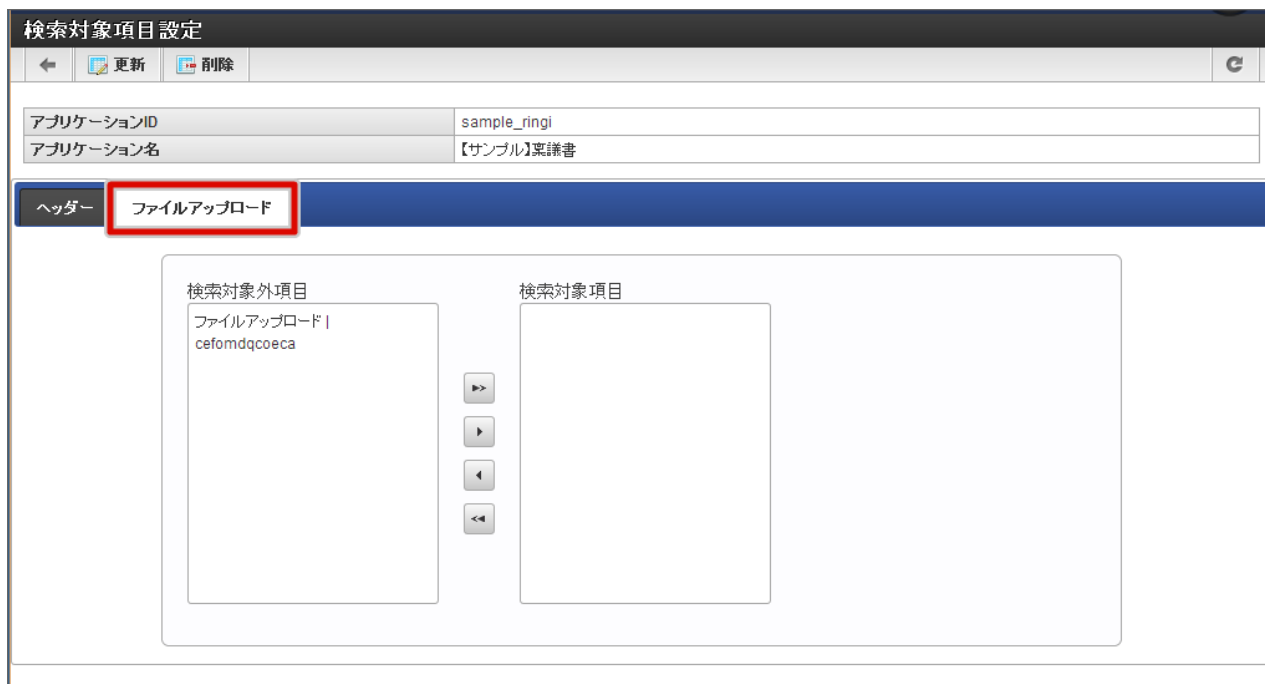 検索対象項目設定
更新 削除
アプリケーションID sample_ringi
アプリケーション名 【サンプル】稟議書
ヘッダー ファイルアップロード
検索対象外項目 検索対象項目
ファイルアップロード |
cefomdqcoeca